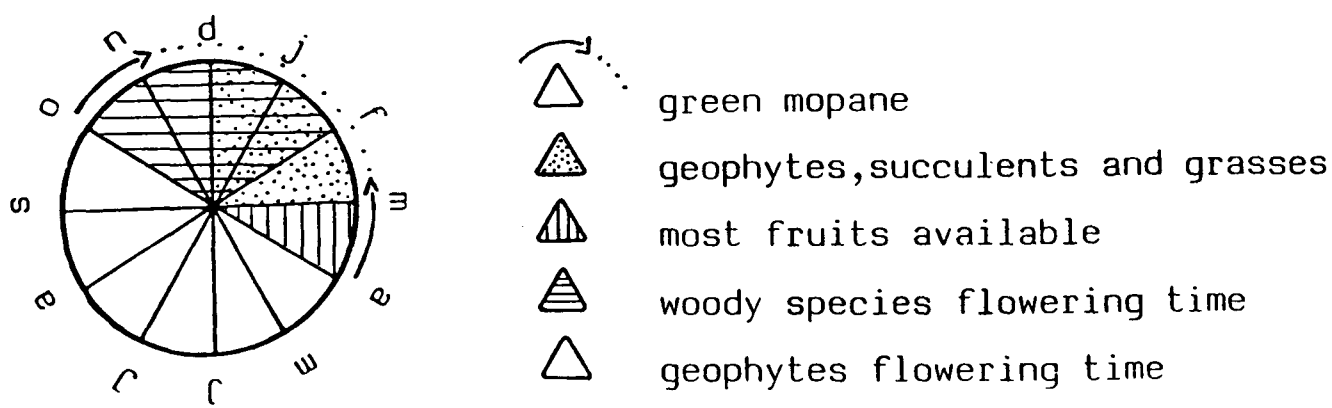 d
j
f
m
a
m
J
J
a
s
o
n
green mopane
geophytes,succulents and grasses
most fruits available
woody species flowering time
geophytes flowering time